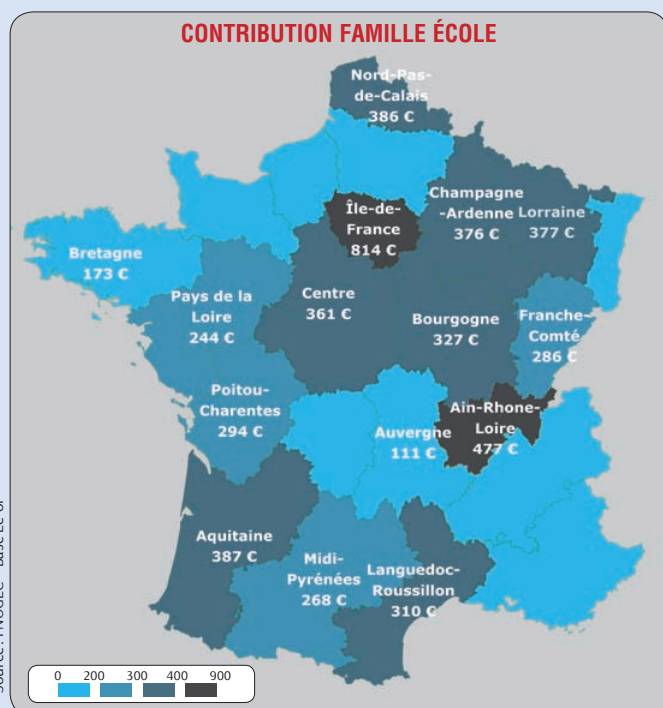 CONTRIBUTION FAMILLE ÉCOLE
Nord-Pas-
de-Calais
386 €
Champagne
-Ardenne
376 €
Lorraine
377 €
Île-de-
France
814 €
Bretagne
173 €
Pays de la
Loire
244 €
Centre
361 €
Bourgogne
327 €
Franche-
Comté
286 €
Poitou-
Charentes
294 €
Auvergne
111 €
Ain-Rhone-
Loire
477 €
Aquitaine
387 €
Midi-
Pyrénées
268 €
Languedoc-
Roussillon
310 €
0 200 300 400 900